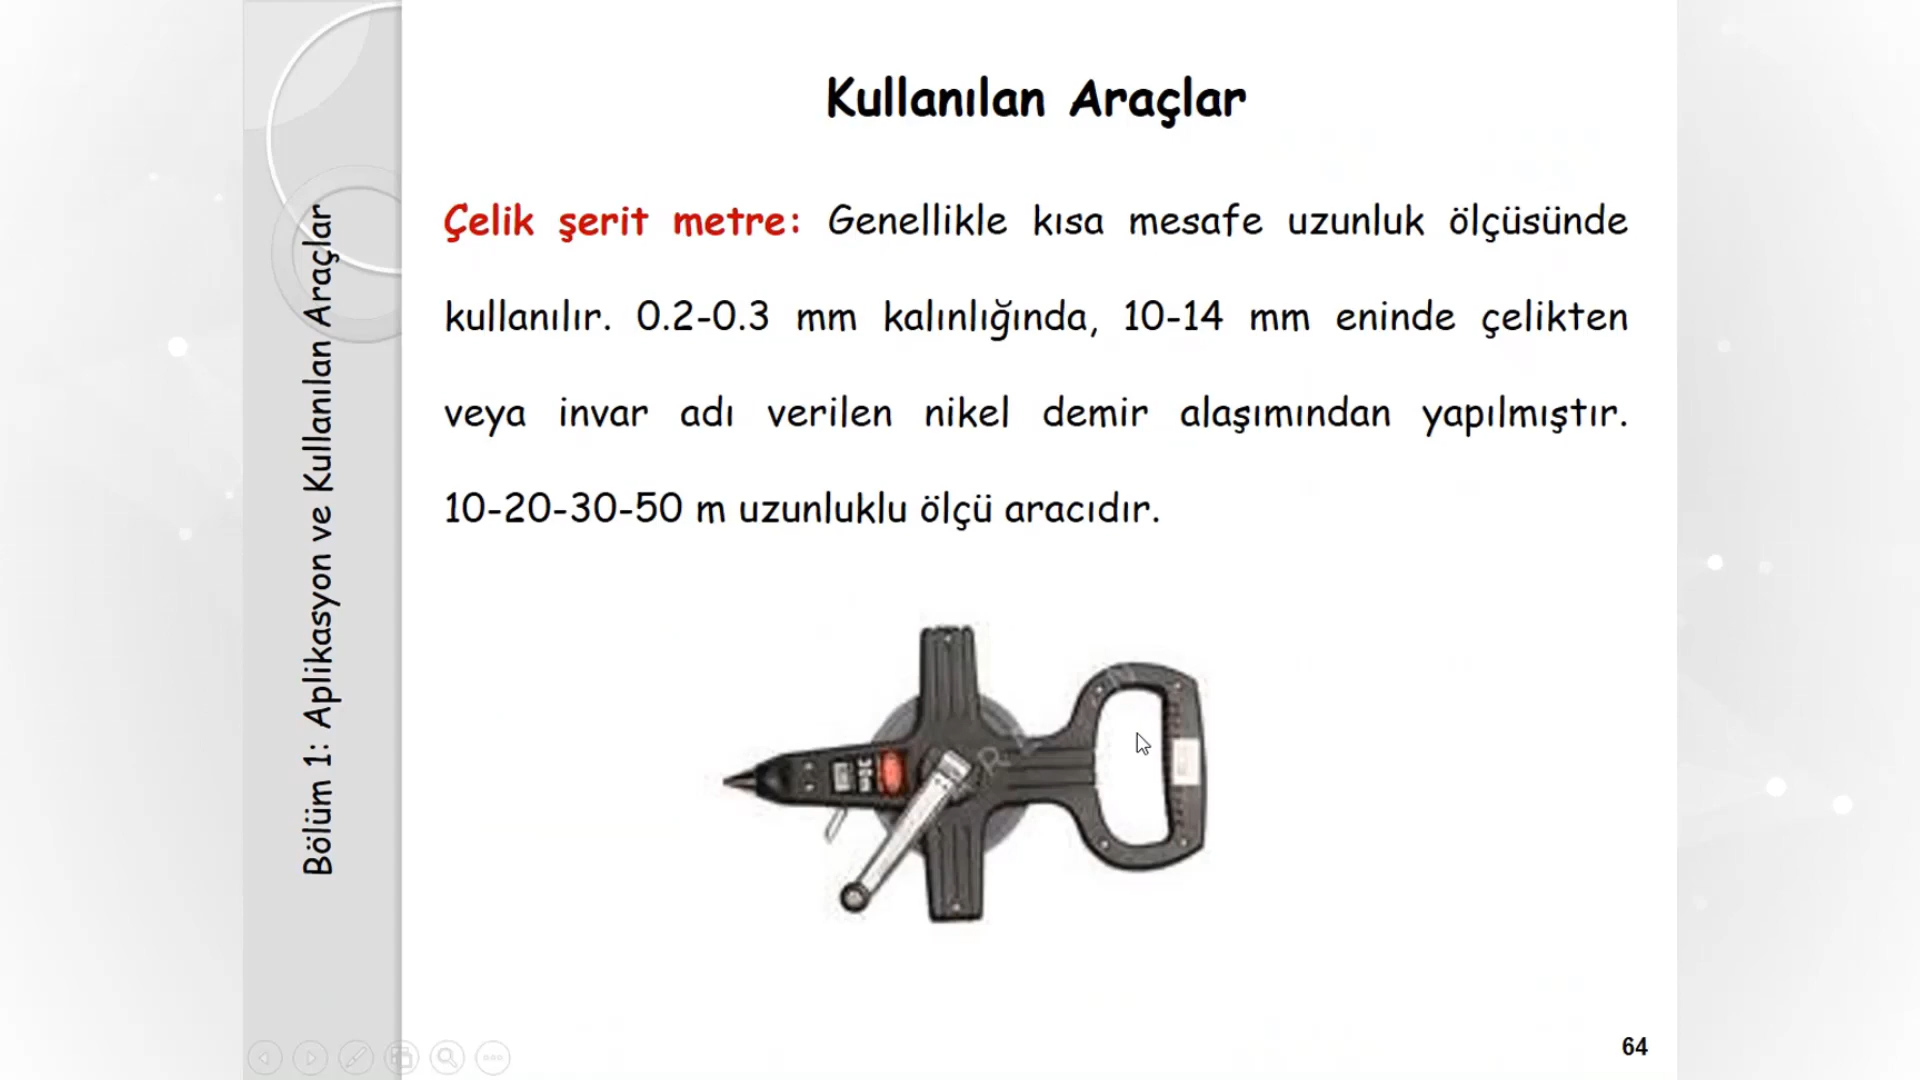 Kullanılan Araçlar
Çelik şerit metre: Genellikle kısa mesafe uzunluk ölçüsünde
kullanılır. 0.2-0.3 mm kalınlığında, 10-14 mm eninde çelikten
veya invar adı verilen nikel demir alaşımından yapılmıştır.
10-20-30-50 m uzunluklu ölçü aracıdır.
Bölüm 1: Aplikasyon ve Kullanılan Araçlar
64